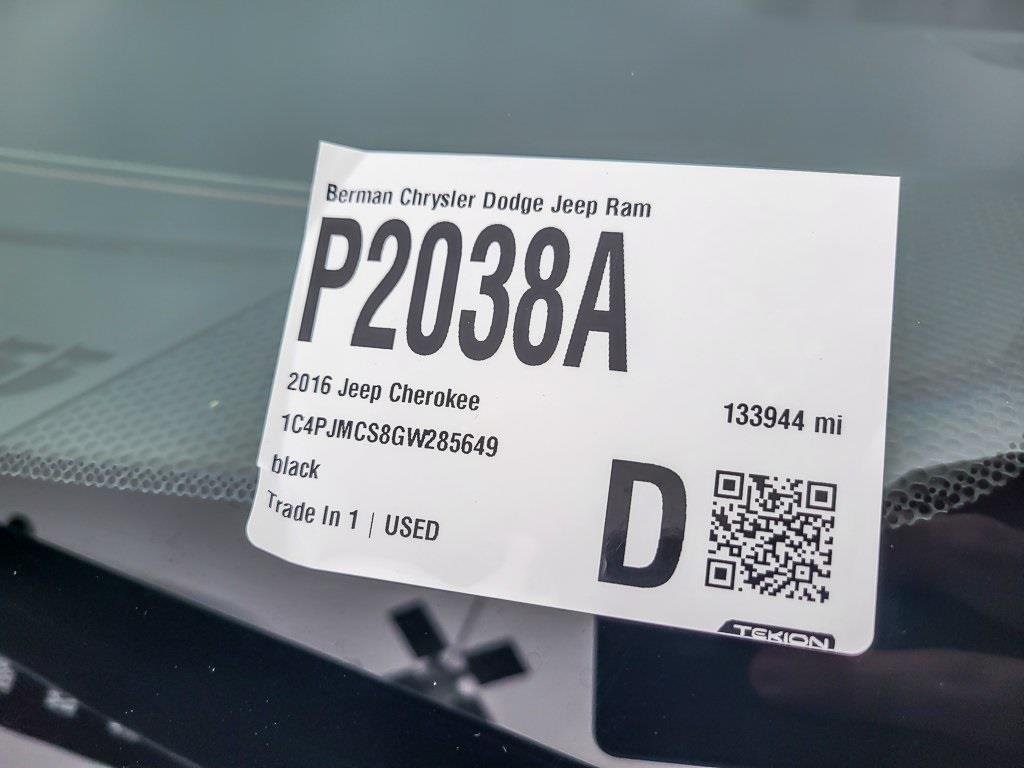 Berman Chrysler Dodge Jeep Ram
P2038A
2016 Jeep Cherokee
133944 mi
1C4PJMCS8GW285649
black
Trade In 1 | USED
D
TEKION